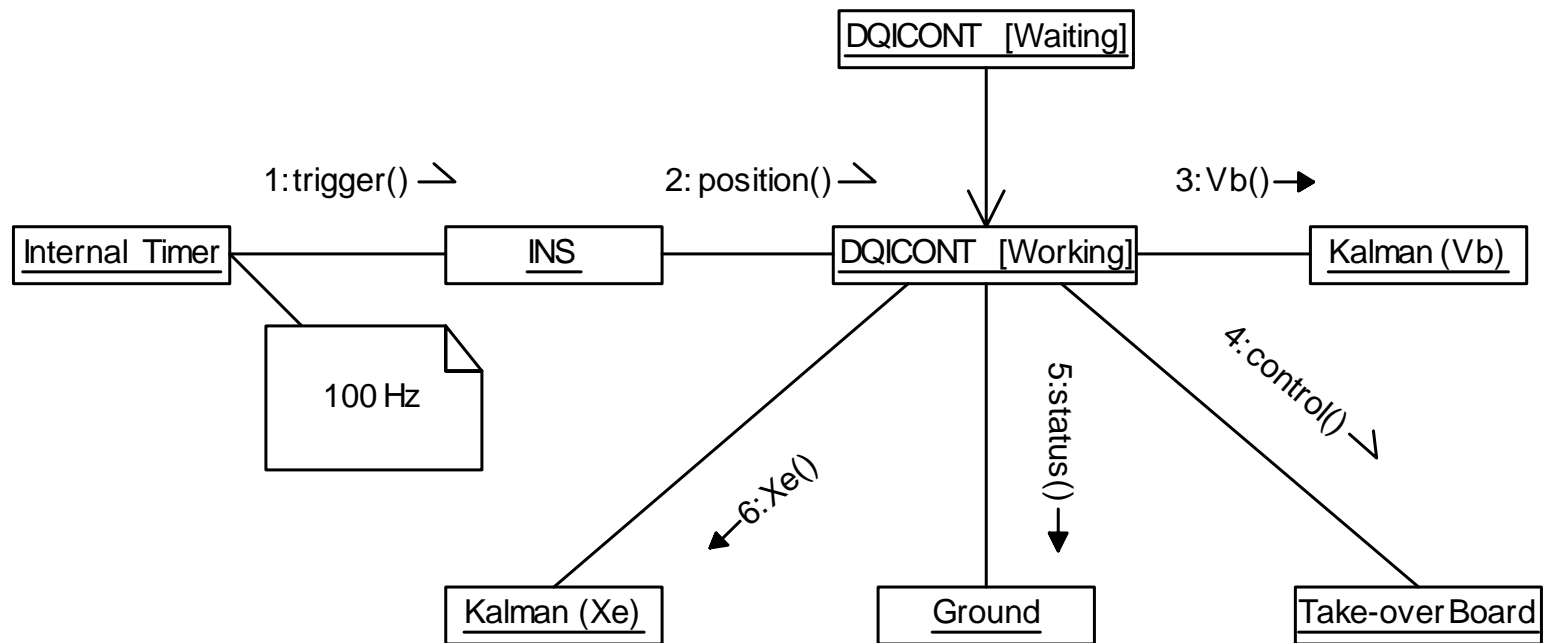 DQICONT [Waiting]
1: trigger()
2: position()
3: Vb()
Internal Timer
INS
DQICONT [Working]
Kalman (Vb)
100 Hz
4:control()
5:status()
6:Xe()
Kalman (Xe)
Ground
Take-over Board